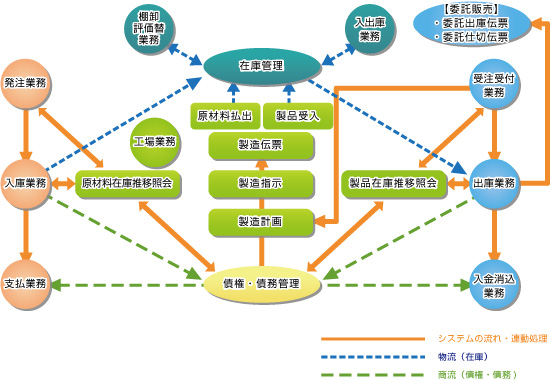 棚卸
評価替
業務
入出庫
業務
【委託販売】
・委託出庫伝票
・委託仕切伝票
在庫管理
発注業務
受注受付
業務
原材料払出
製品受入
工場業務
製造伝票
入庫業務
原材料在庫推移照会
製造指示
製品在庫推移照会
出庫業務
製造計画
支払業務
債権・債務管理
入金消込
業務
システムの流れ・連動処理
物流（在庫）
商流（債権・債務）